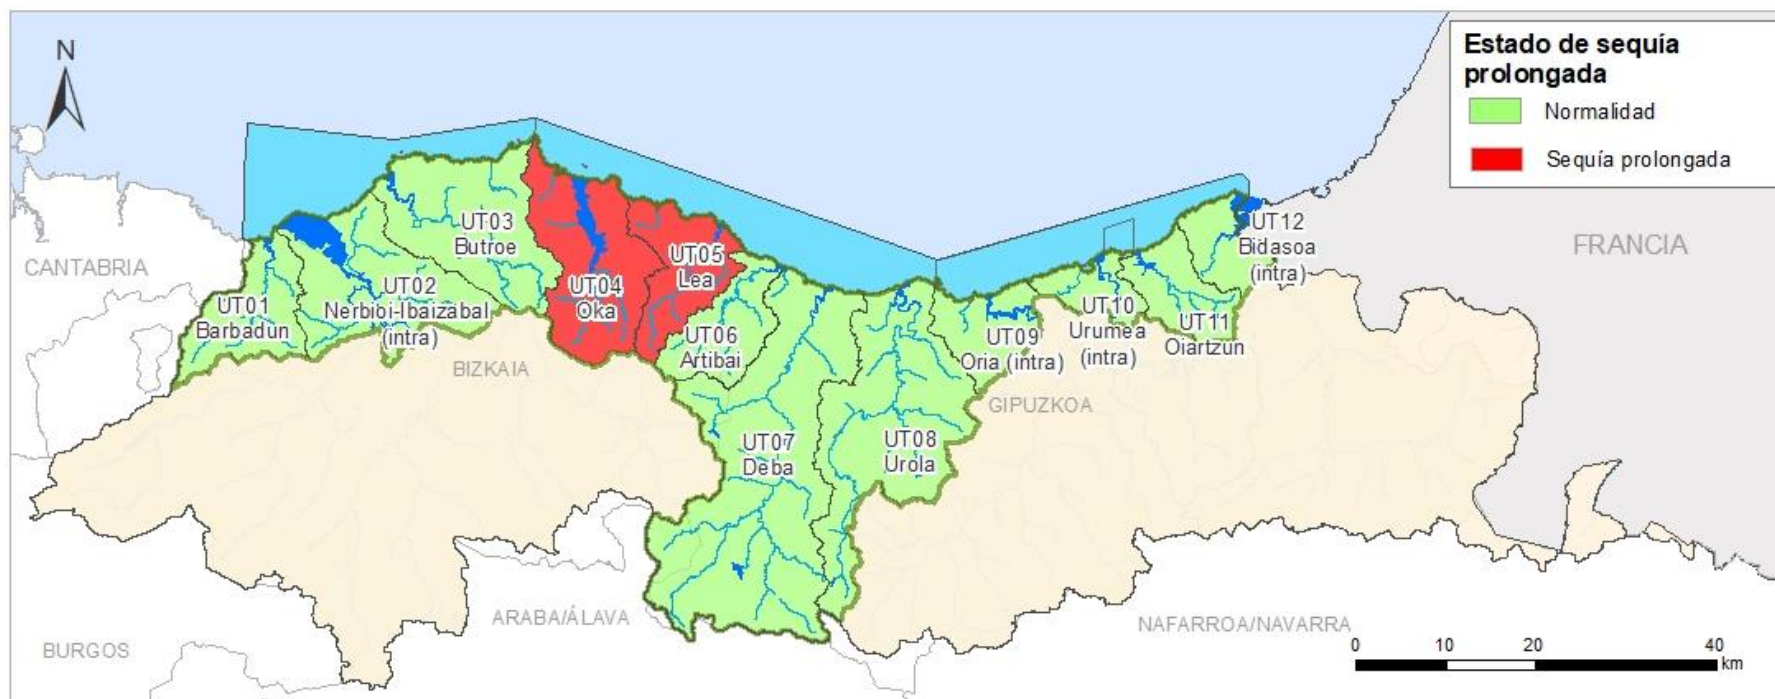 N
Estado de sequía
prolongada
Normalidad
Sequía prolongada
UT01
Barbadun
UT02
Nerbioi-Ibaizabal
(intra)
UT03
Butroe
UT04
Oka
UT05
Lea
UT06
Artibai
UT07
Deba
UT08
Urola
UT09
Oria (intra)
UT10
Urumea
(intra)
UT11
Oiartzun
UT12
Bidasoa
(intra)
CANTABRIA
FRANCIA
BIZKAIA
GIPUZKOA
ARABA/ÁLAVA
NAFARROA/NAVARRA
BURGOS
0 10 20 40
km